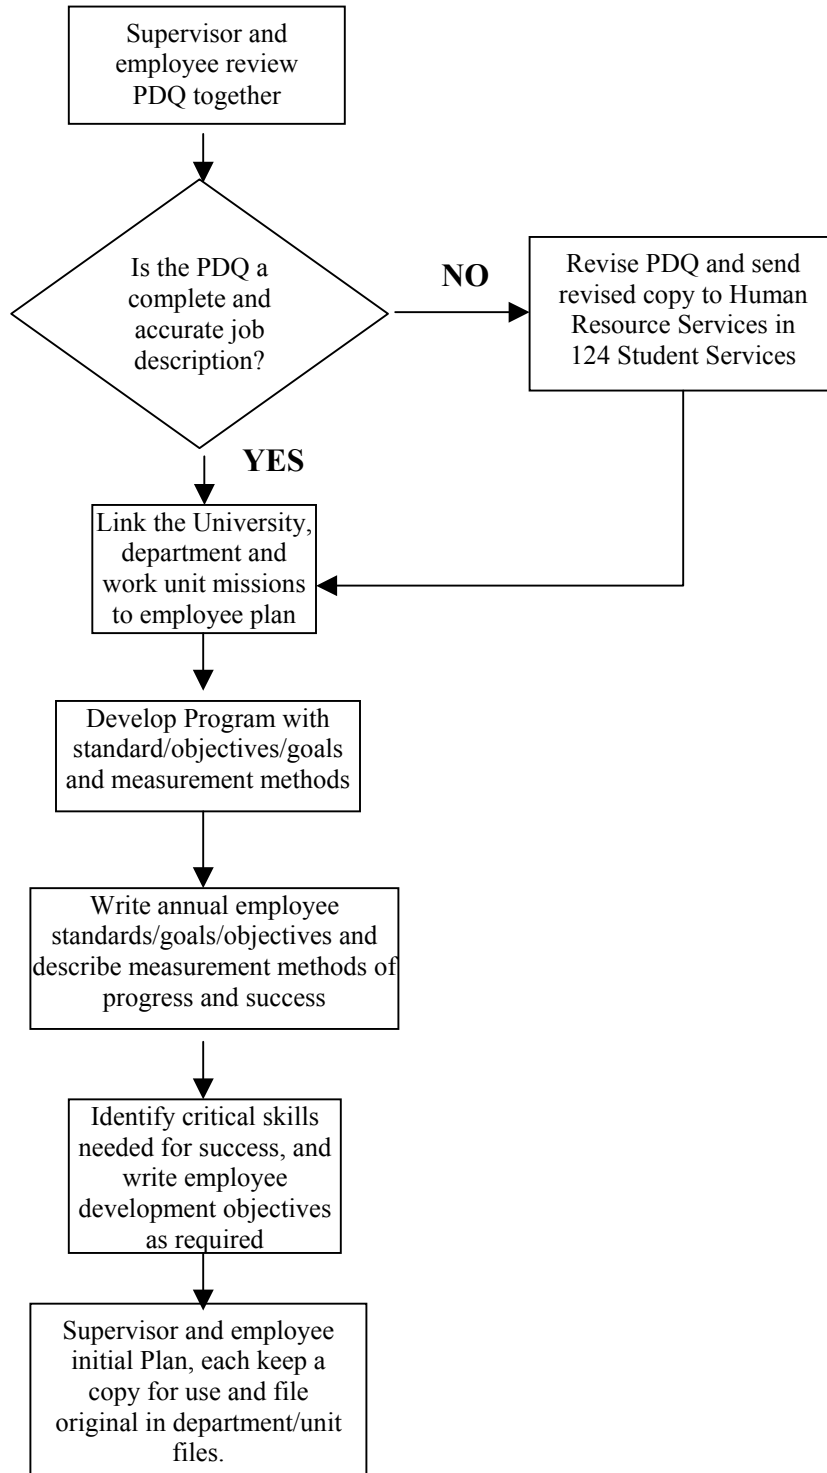 Supervisor and
employee review
PDQ together
Is the PDQ a
complete and
accurate job
description?
NO
Revise PDQ and send
revised copy to Human
Resource Services in
124 Student Services
YES
Link the University,
department and
work unit missions
to employee plan
Develop Program with
standard/objectives/goals
and measurement methods
Write annual employee
standards/goals/objectives and
describe measurement methods of
progress and success
Identify critical skills
needed for success, and
write employee
development objectives
as required
Supervisor and employee
initial Plan, each keep a
copy for use and file
original in department/unit
files.